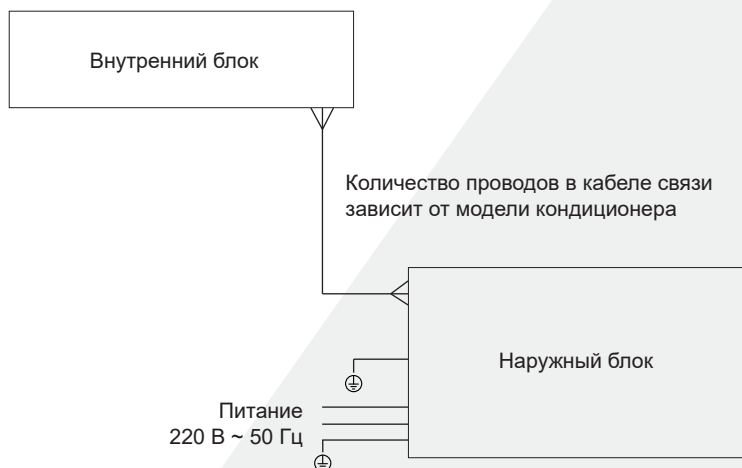 Внутренний блок
Количество проводов в кабеле связи
зависит от модели кондиционера
Наружный блок
Питание
220 В ~ 50 Гц